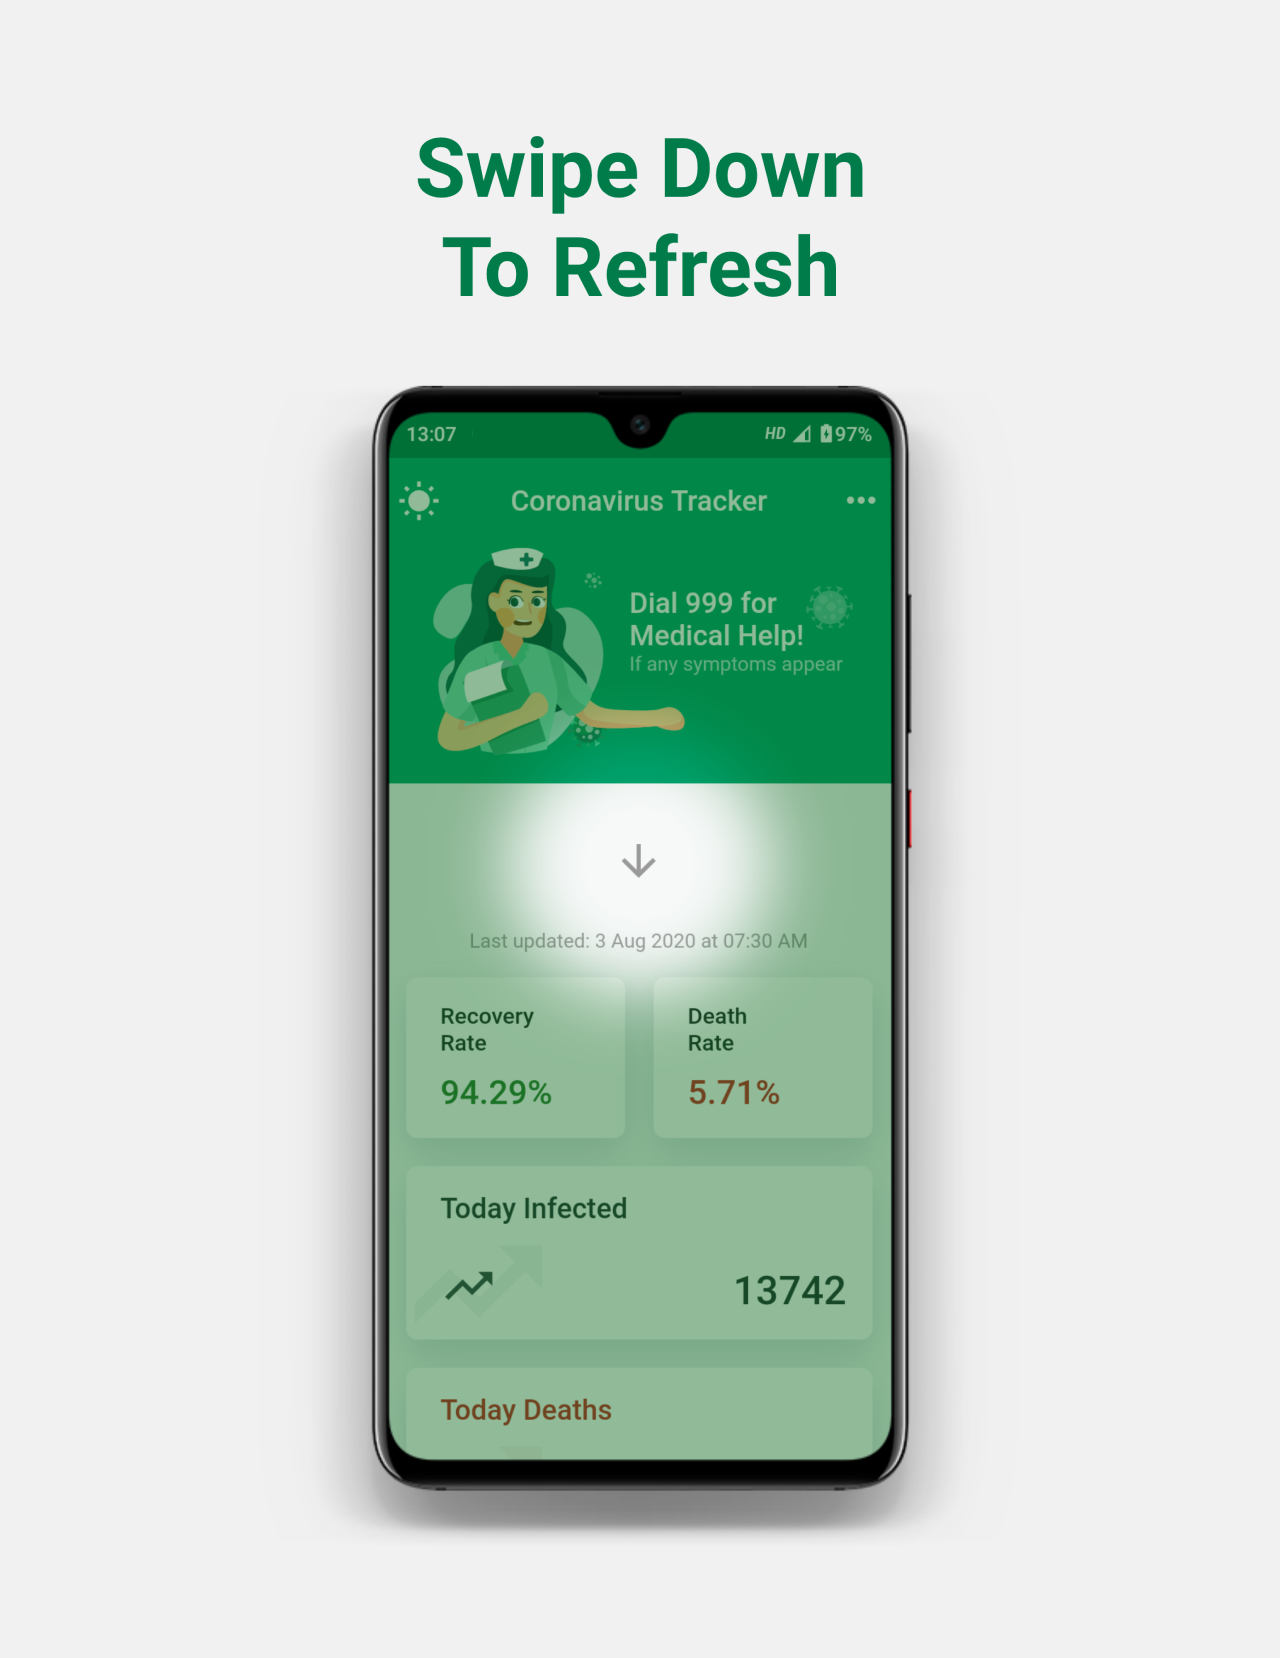 Swipe Down
To Refresh
13:07
HD
97%
Coronavirus Tracker
Dial 999 for
Medical Help!
If any symptoms appear
Last updated: 3 Aug 2020 at 07:30 AM
Recovery
Rate
94.29%
Death
Rate
5.71%
Today Infected
13742
Today Deaths